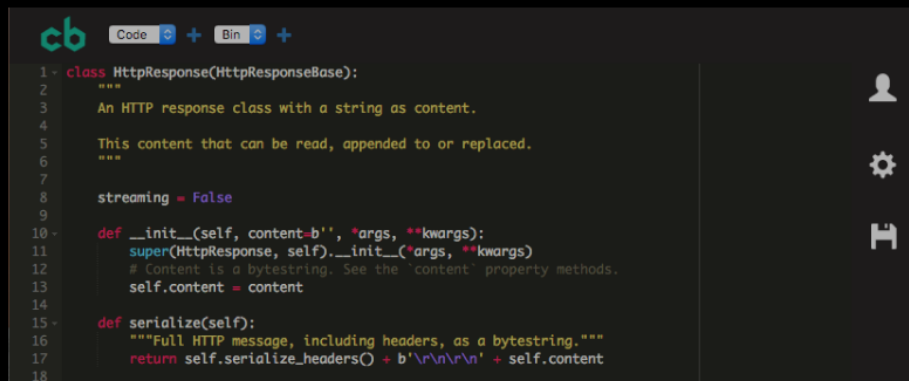 cb Code + Bin +
1 class HttpResponse(HttpResponseBase):
2     """
3     An HTTP response class with a string as content.
4
5     This content that can be read, appended to or replaced.
6     """
7
8     streaming = False
9
10     def __init__(self, content=b'', *args, **kwargs):
11         super(HttpResponse, self).__init__(*args, **kwargs)
12         # Content is a bytestring. See the `content` property methods.
13         self.content = content
14
15     def serialize(self):
16         """Full HTTP message, including headers, as a bytestring."""
17         return self.serialize_headers() + b'\r\n\r\n' + self.content
18